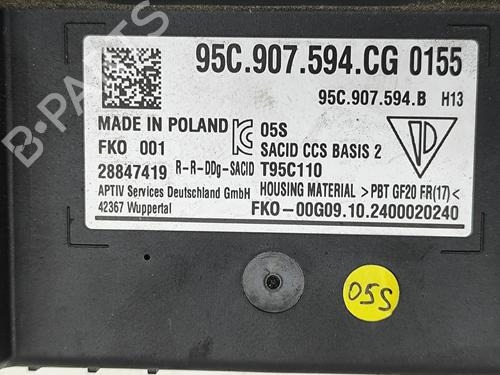 95C.907.594.CG 0155
95C.907.594.B H13
MADE IN POLAND 05S
FKO 001 SACID CCS BASIS 2
28847419 R-R-DDg-SACID T95C110
APTIV Services Deutschland GmbH HOUSING MATERIAL >PBT GF20 FR(17)<
42367 Wuppertal FKO-00G09.10.2400020240
05S